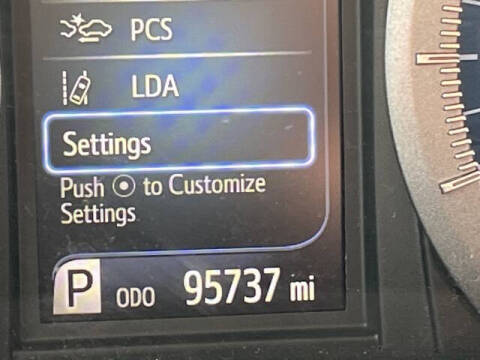 PCS
LDA
Settings
Push ⦿ to Customize
Settings
P ODO 95737 mi